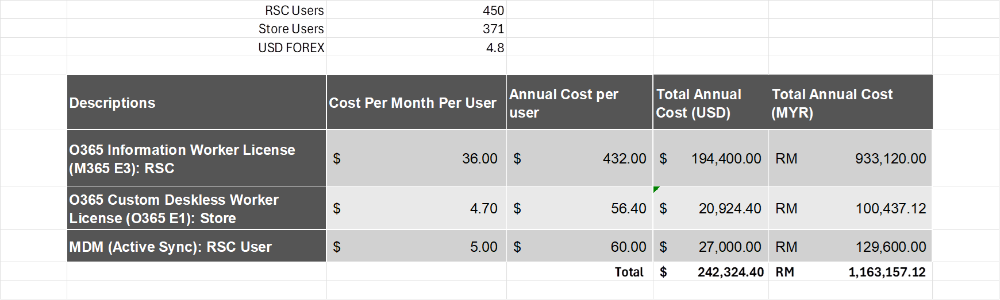 RSC Users 450
Store Users 371
USD FOREX 4.8
Descriptions Cost Per Month Per User Annual Cost per user Total Annual Cost (USD) Total Annual Cost (MYR)
O365 Information Worker License (M365 E3): RSC $ 36.00 $ 432.00 $ 194,400.00 RM 933,120.00
O365 Custom Deskless Worker License (O365 E1): Store $ 4.70 $ 56.40 $ 20,924.40 RM 100,437.12
MDM (Active Sync): RSC User $ 5.00 $ 60.00 $ 27,000.00 RM 129,600.00
Total $ 242,324.40 RM 1,163,157.12